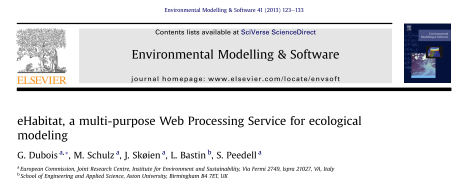 Environmental Modelling & Software 41 (2013) 123–133
Contents lists available at SciVerse ScienceDirect
Environmental Modelling & Software
journal homepage: www.elsevier.com/locate/envsoft
ELSEVIER
eHabitat, a multi-purpose Web Processing Service for ecological
modeling
G. Dubois a,*, M. Schulz a, J. Skøien a, L. Bastin b, S. Peedell a
a European Commission, Joint Research Centre, Institute for Environment and Sustainability, Via Fermi 2749, Ispra 21027, VA, Italy
b School of Engineering and Applied Science, Aston University, Birmingham B4 7ET, UK